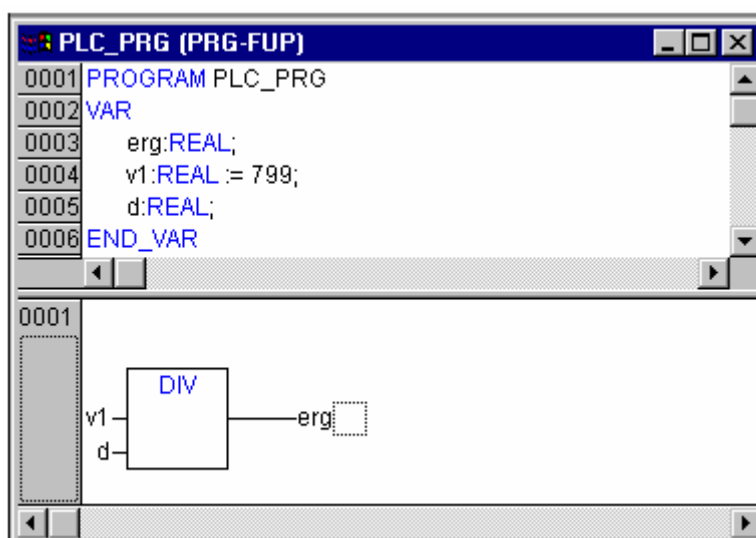 PLC_PRG (PRG-FUP)
0001 PROGRAM PLC_PRG
0002 VAR
0003 erg:REAL;
0004 v1:REAL := 799;
0005 d:REAL;
0006 END_VAR
0001
DIV
v1
erg
d